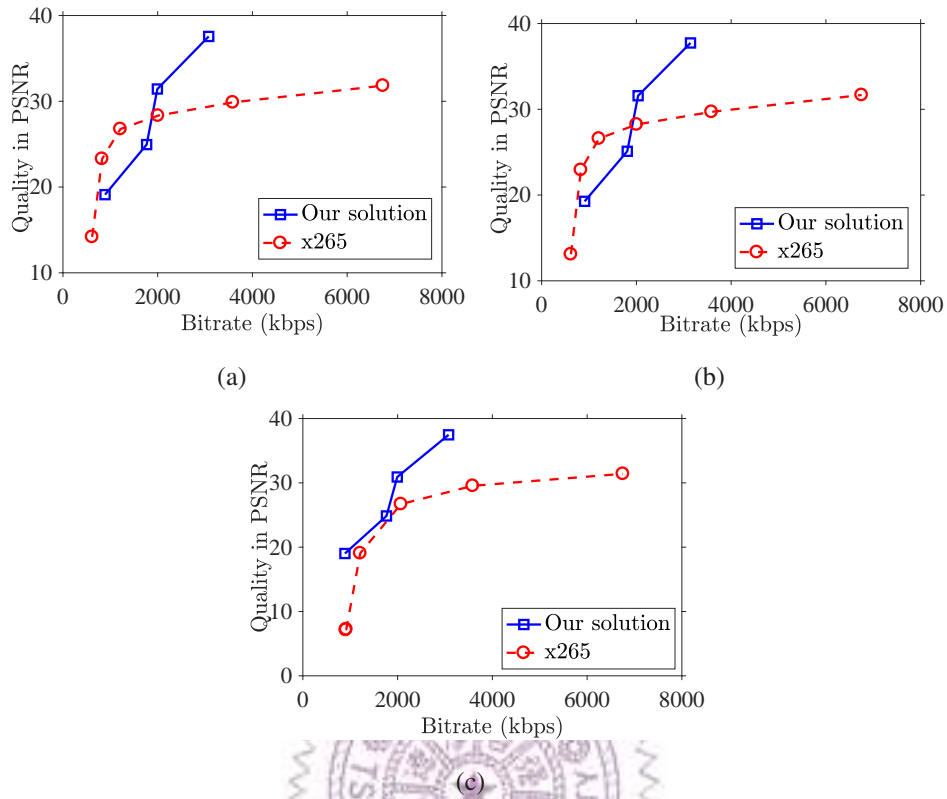 40
30
20
10
Quality in PSNR
Our solution
x265
0 2000 4000 6000 8000
Bitrate (kbps)
(a)
40
30
20
10
Quality in PSNR
Our solution
x265
0 2000 4000 6000 8000
Bitrate (kbps)
(b)
40
30
20
10
0
Quality in PSNR
Our solution
x265
0 2000 4000 6000 8000
Bitrate (kbps)
(c)